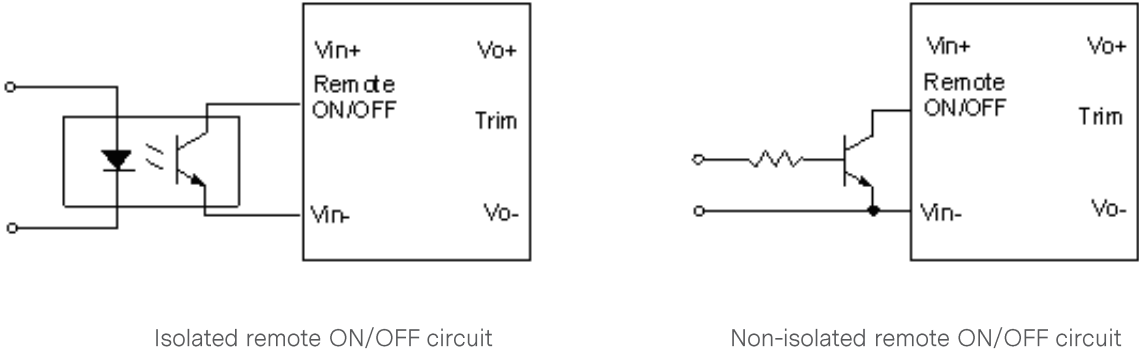 Vin+ Vo+
Remote
ON/OFF
Trim
Vin- Vo-
Isolated remote ON/OFF circuit
Vin+ Vo+
Remote
ON/OFF
Trim
Vin- Vo-
Non-isolated remote ON/OFF circuit